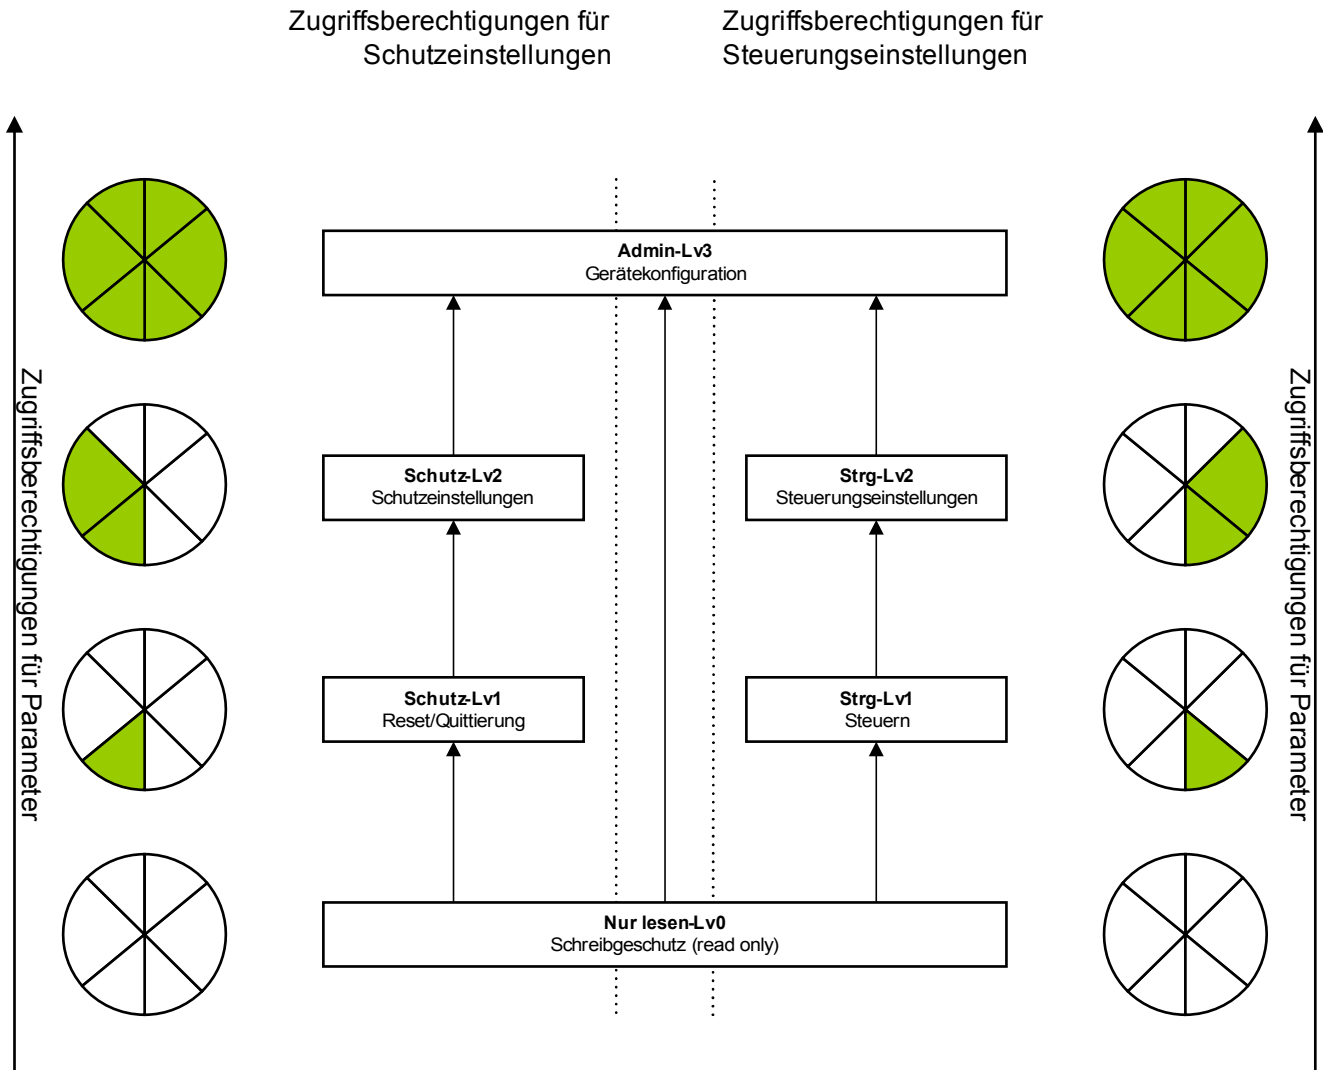 Zugriffsberechtigungen für
Schutzeinstellungen
Zugriffsberechtigungen für
Steuerungseinstellungen
Zugriffsberechtigungen für Parameter
Admin-Lv3
Gerätekonfiguration
Schutz-Lv2
Schutzeinstellungen
Strg-Lv2
Steuerungseinstellungen
Schutz-Lv1
Reset/Quittierung
Strg-Lv1
Steuern
Nur lesen-Lv0
Schreibgeschutz (read only)
Zugriffsberechtigungen für Parameter